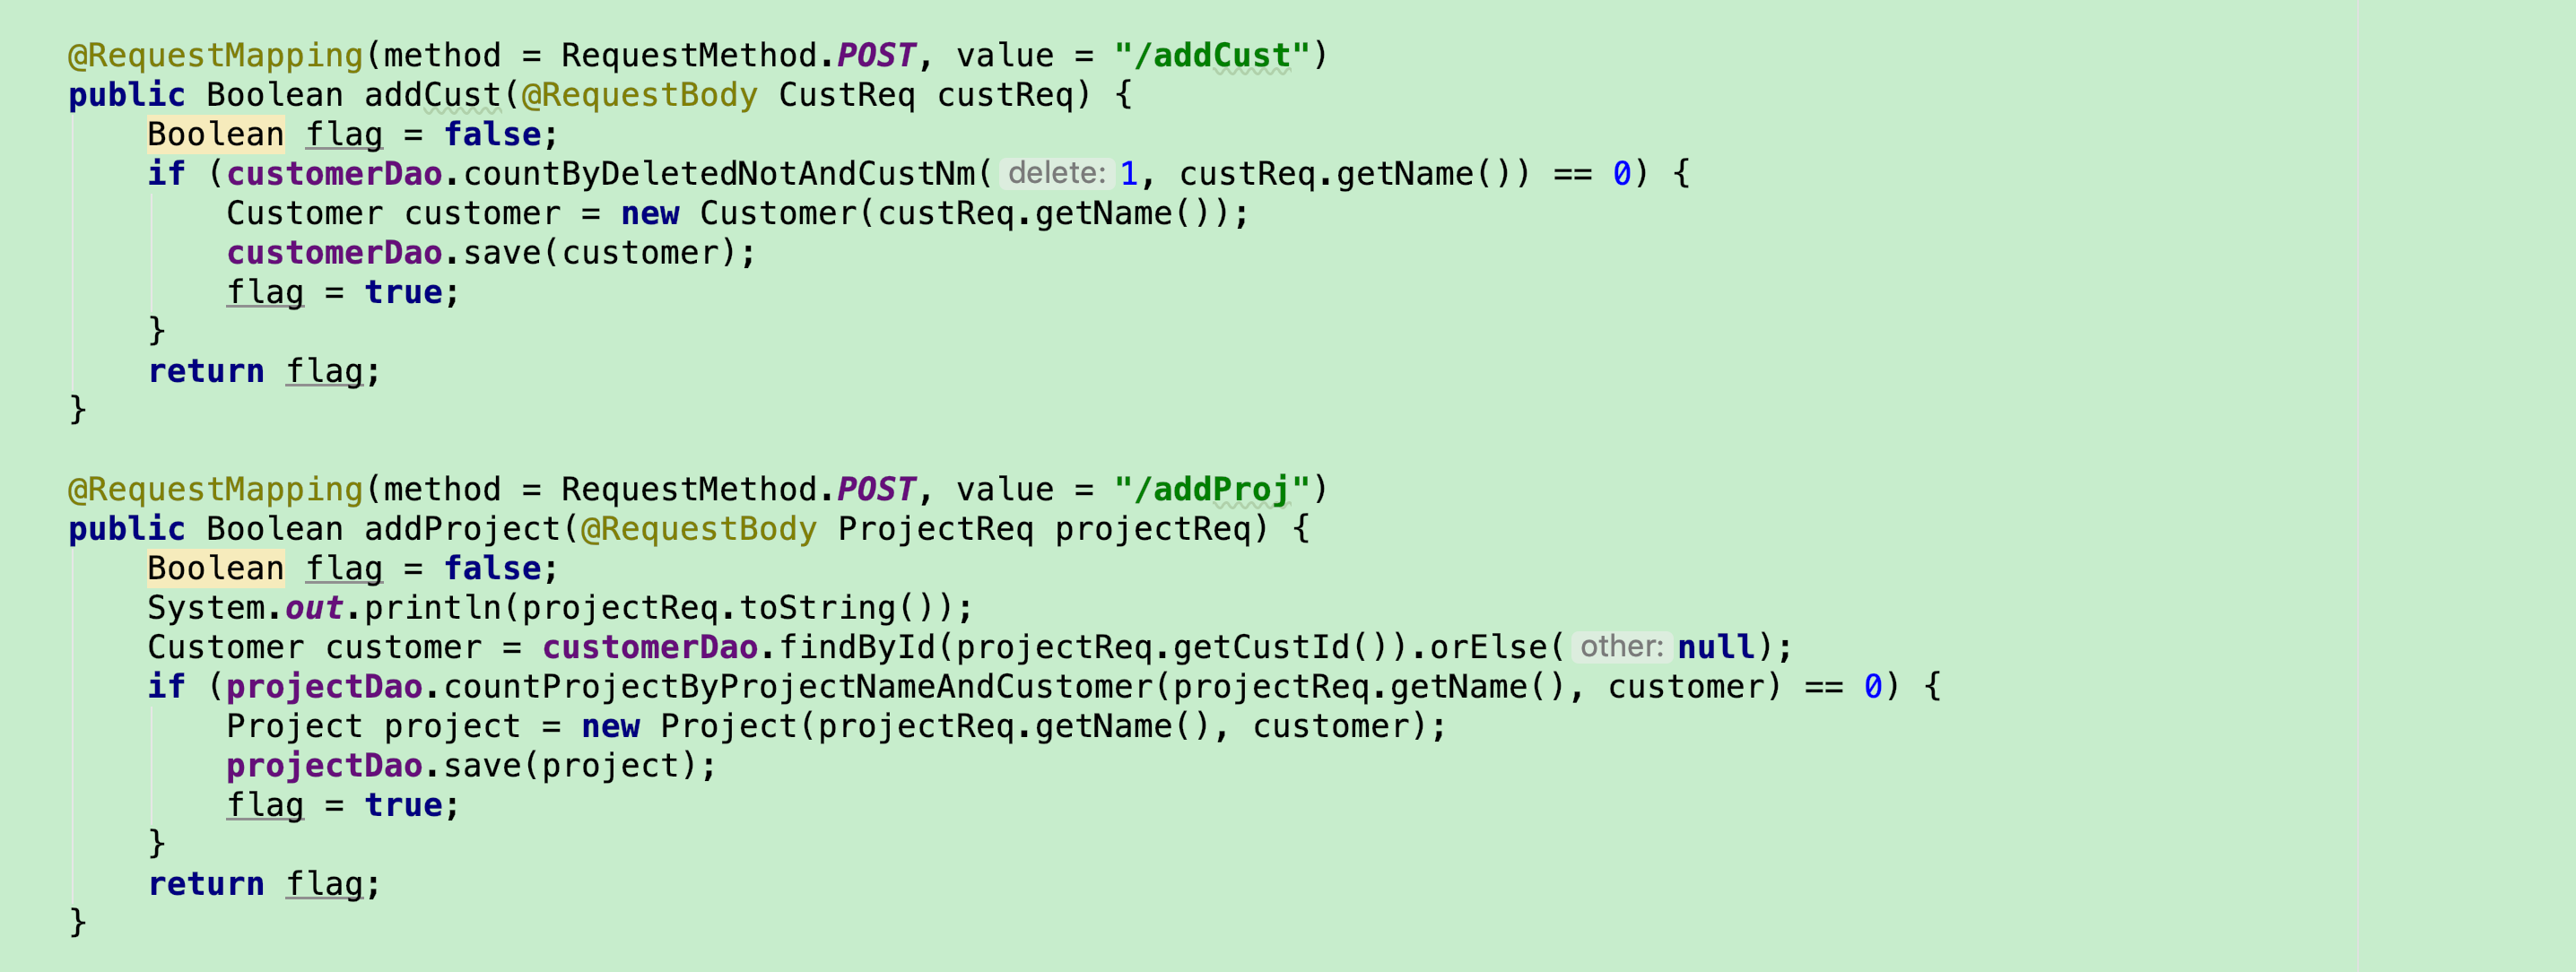 @RequestMapping(method = RequestMethod.POST, value = "/addCust")
public Boolean addCust(@RequestBody CustReq custReq) {
    Boolean flag = false;
    if (customerDao.countByDeletedNotAndCustNm( delete: 1, custReq.getName()) == 0) {
        Customer customer = new Customer(custReq.getName());
        customerDao.save(customer);
        flag = true;
    }
    return flag;
}

@RequestMapping(method = RequestMethod.POST, value = "/addProj")
public Boolean addProject(@RequestBody ProjectReq projectReq) {
    Boolean flag = false;
    System.out.println(projectReq.toString());
    Customer customer = customerDao.findById(projectReq.getCustId()).orElse( other: null);
    if (projectDao.countProjectByProjectNameAndCustomer(projectReq.getName(), customer) == 0) {
        Project project = new Project(projectReq.getName(), customer);
        projectDao.save(project);
        flag = true;
    }
    return flag;
}